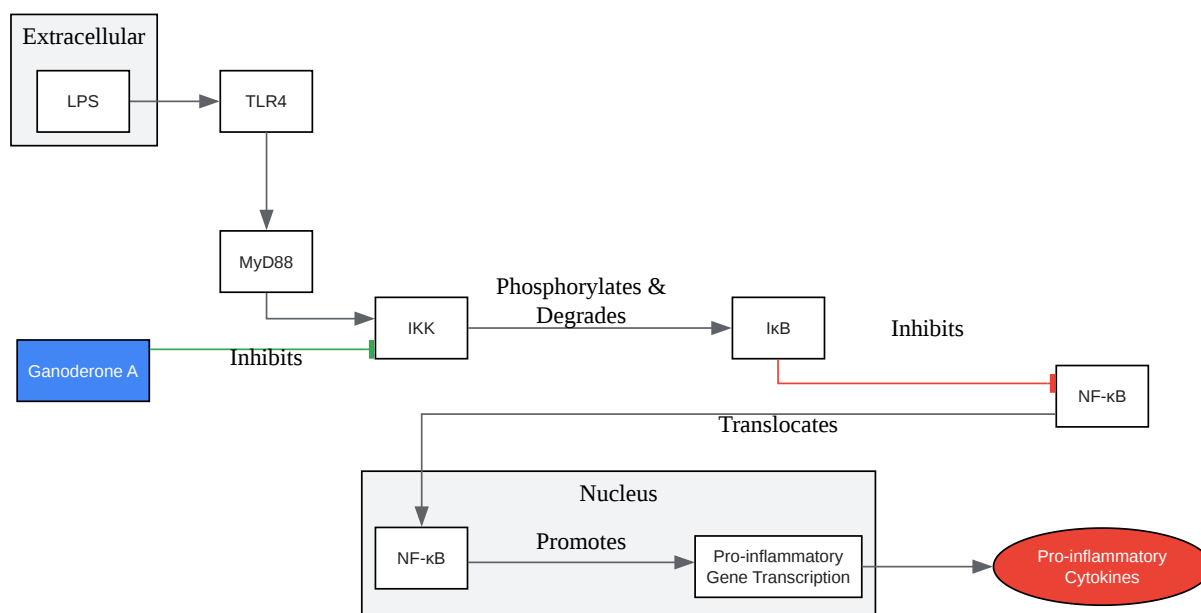 Extracellular
LPS
TLR4
MyD88
Phosphorylates &
Degrades
IKK
IκB
Inhibits
Ganoderone A
Inhibits
NF-κB
Translocates
Nucleus
NF-κB
Promotes
Pro-inflammatory
Gene Transcription
Pro-inflammatory
Cytokines